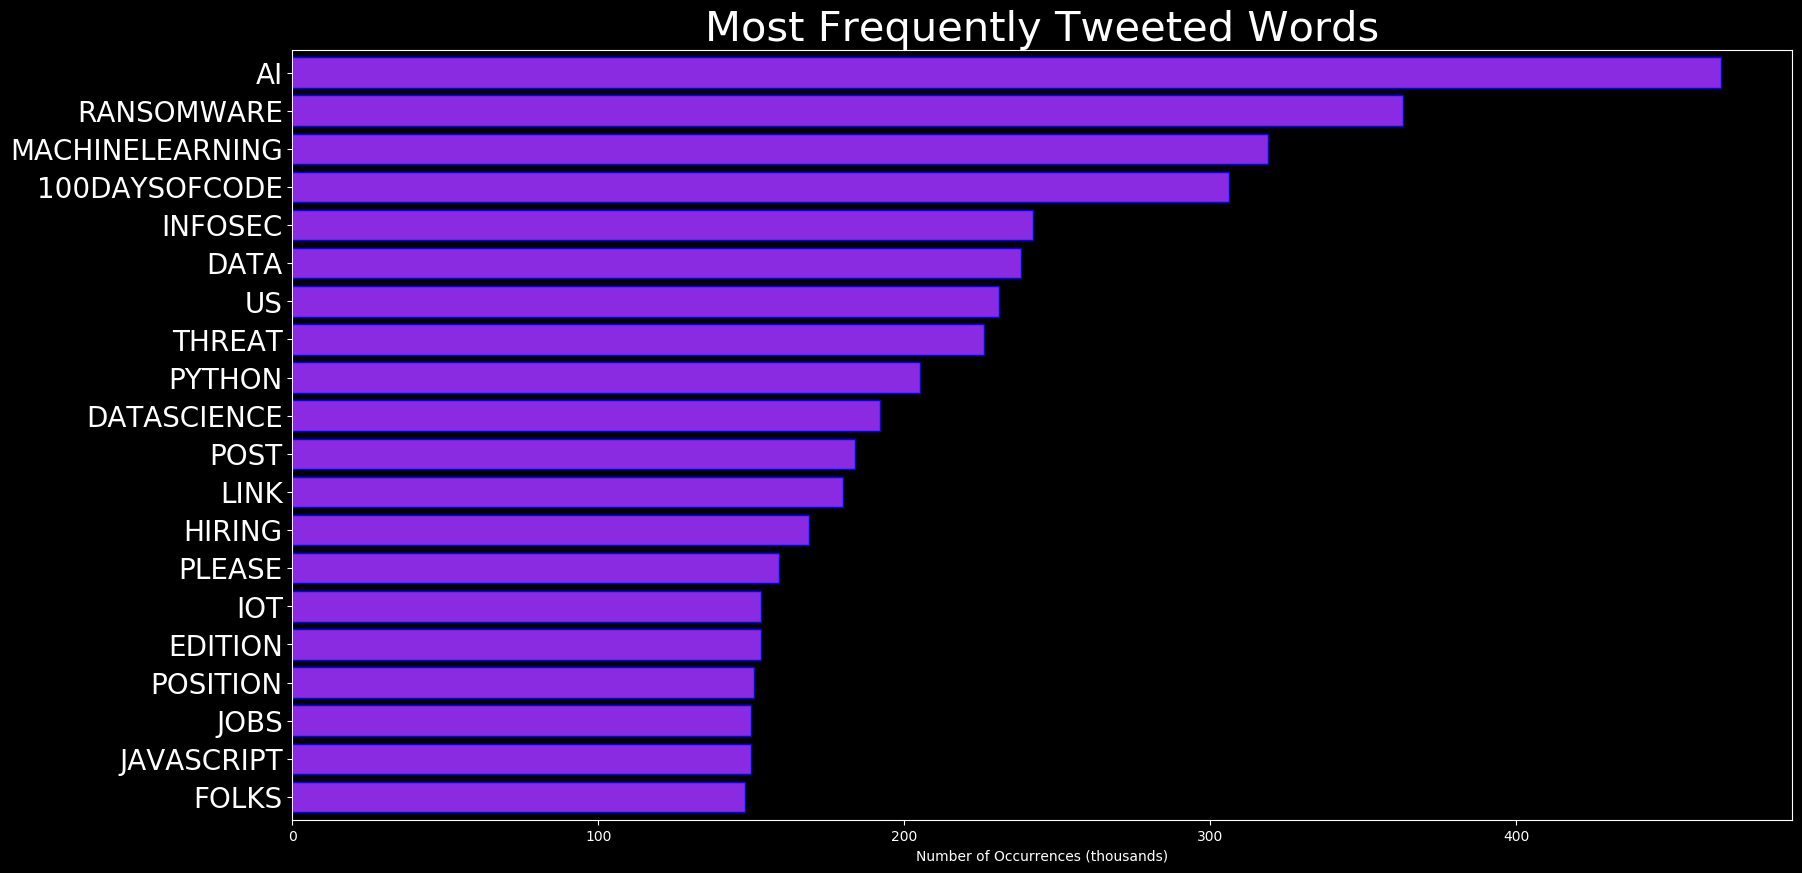 Most Frequently Tweeted Words
AI
RANSOMWARE
MACHINELEARNING
100DAYSOFCODE
INFOSEC
DATA
US
THREAT
PYTHON
DATASCIENCE
POST
LINK
HIRING
PLEASE
IOT
EDITION
POSITION
JOBS
JAVASCRIPT
FOLKS
0 100 200 300 400
Number of Occurrences (thousands)